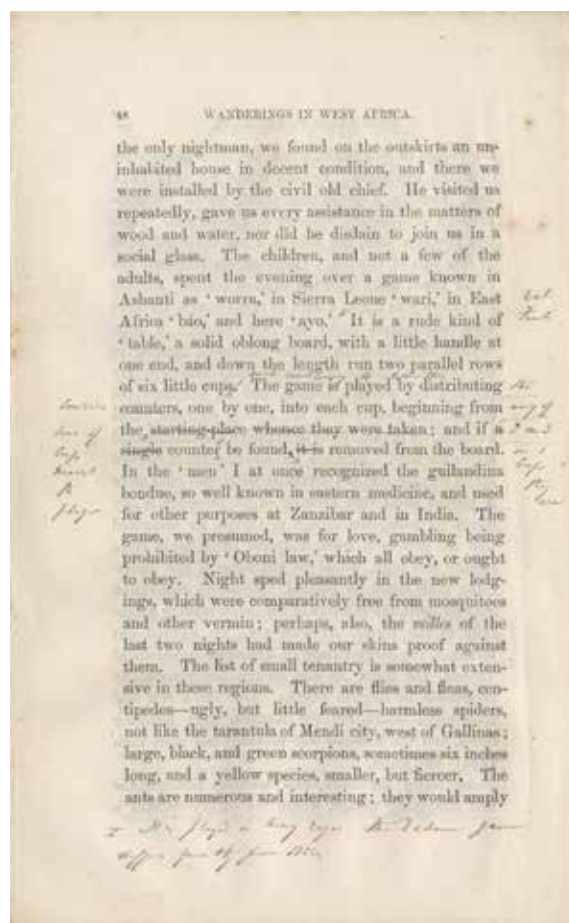 48 WANDERINGS IN WEST AFRICA.
the only nightman, we found on the outskirts an un-
inhabited house in decent condition, and there we
were installed by the civil old chief. He visited us
repeatedly, gave us every assistance in the matters of
wood and water, nor did he disdain to join us in a
social glass. The children, and not a few of the
adults, spent the evening over a game known in
Ashanti as ‘worra,’ in Sierra Leone ‘wari,’ in East
Africa ‘báo,’ and here ‘ayo.’ It is a rude kind of
‘table,’ a solid oblong board, with a little handle at
one end, and down the length run two parallel rows
of six little cups. The game is played by distributing
counters, one by one, into each cup, beginning from
the starting-place whence they were taken; and if a
single counter be found, it is removed from the board.
In the ‘men’ I at once recognized the guilandina
bonduc, so well known in eastern medicine, and used
for other purposes at Zanzibar and in India. The
game, we presumed, was for love, gambling being
prohibited by ‘Oboni law,’ which all obey, or ought
to obey. Night sped pleasantly in the new lodg-
ings, which were comparatively free from mosquitoes
and other vermin; perhaps, also, the milles of the
last two nights had made our skins proof against
them. The list of small tenantry is somewhat exten-
sive in these regions. There are flies and fleas, cen-
tipedes—ugly, but little feared—harmless spiders,
not like the tarantula of Mendi city, west of Gallinas;
large, black, and green scorpions, sometimes six inches
long, and a yellow species, smaller, but fiercer. The
ants are numerous and interesting; they would amply